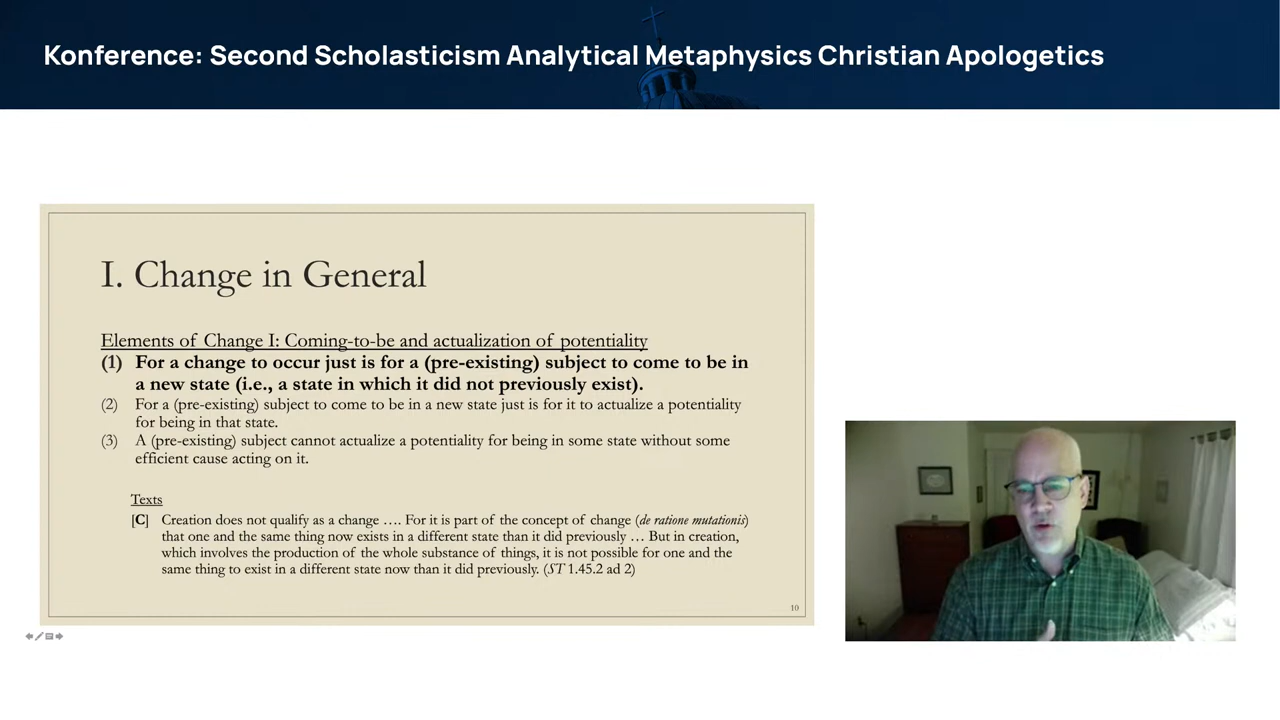 Konference: Second Scholasticism Analytical Metaphysics Christian Apologetics
I. Change in General
Elements of Change I: Coming-to-be and actualization of potentiality
(1) For a change to occur just is for a (pre-existing) subject to come to be in
a new state (i.e., a state in which it did not previously exist).
(2) For a (pre-existing) subject to come to be in a new state just is for it to actualize a potentiality
for being in that state.
(3) A (pre-existing) subject cannot actualize a potentiality for being in some state without some
efficient cause acting on it.
Texts
[C] Creation does not qualify as a change …. For it is part of the concept of change (de ratione mutationis)
that one and the same thing now exists in a different state than it did previously … But in creation,
which involves the production of the whole substance of things, it is not possible for one and the
same thing to exist in a different state now than it did previously. (ST 1.45.2 ad 2)
10